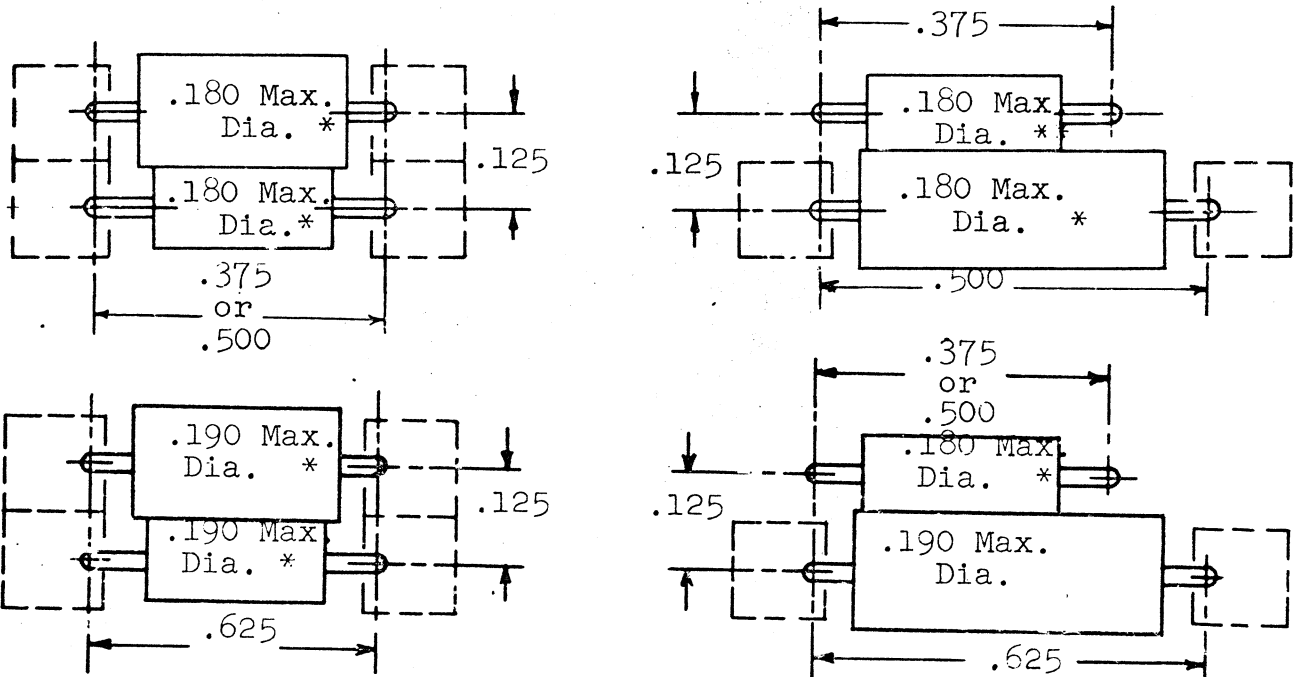 .180 Max.
Dia. *
.180 Max.
Dia. *
.125
.375
or
.500
.375
.180 Max
Dia. **
.180 Max.
Dia. *
.125
.500
.190 Max.
Dia. *
.190 Max
Dia. *
.125
.625
.375
or
.500
.180 Max.
Dia. *
.190 Max.
Dia.
.125
.625